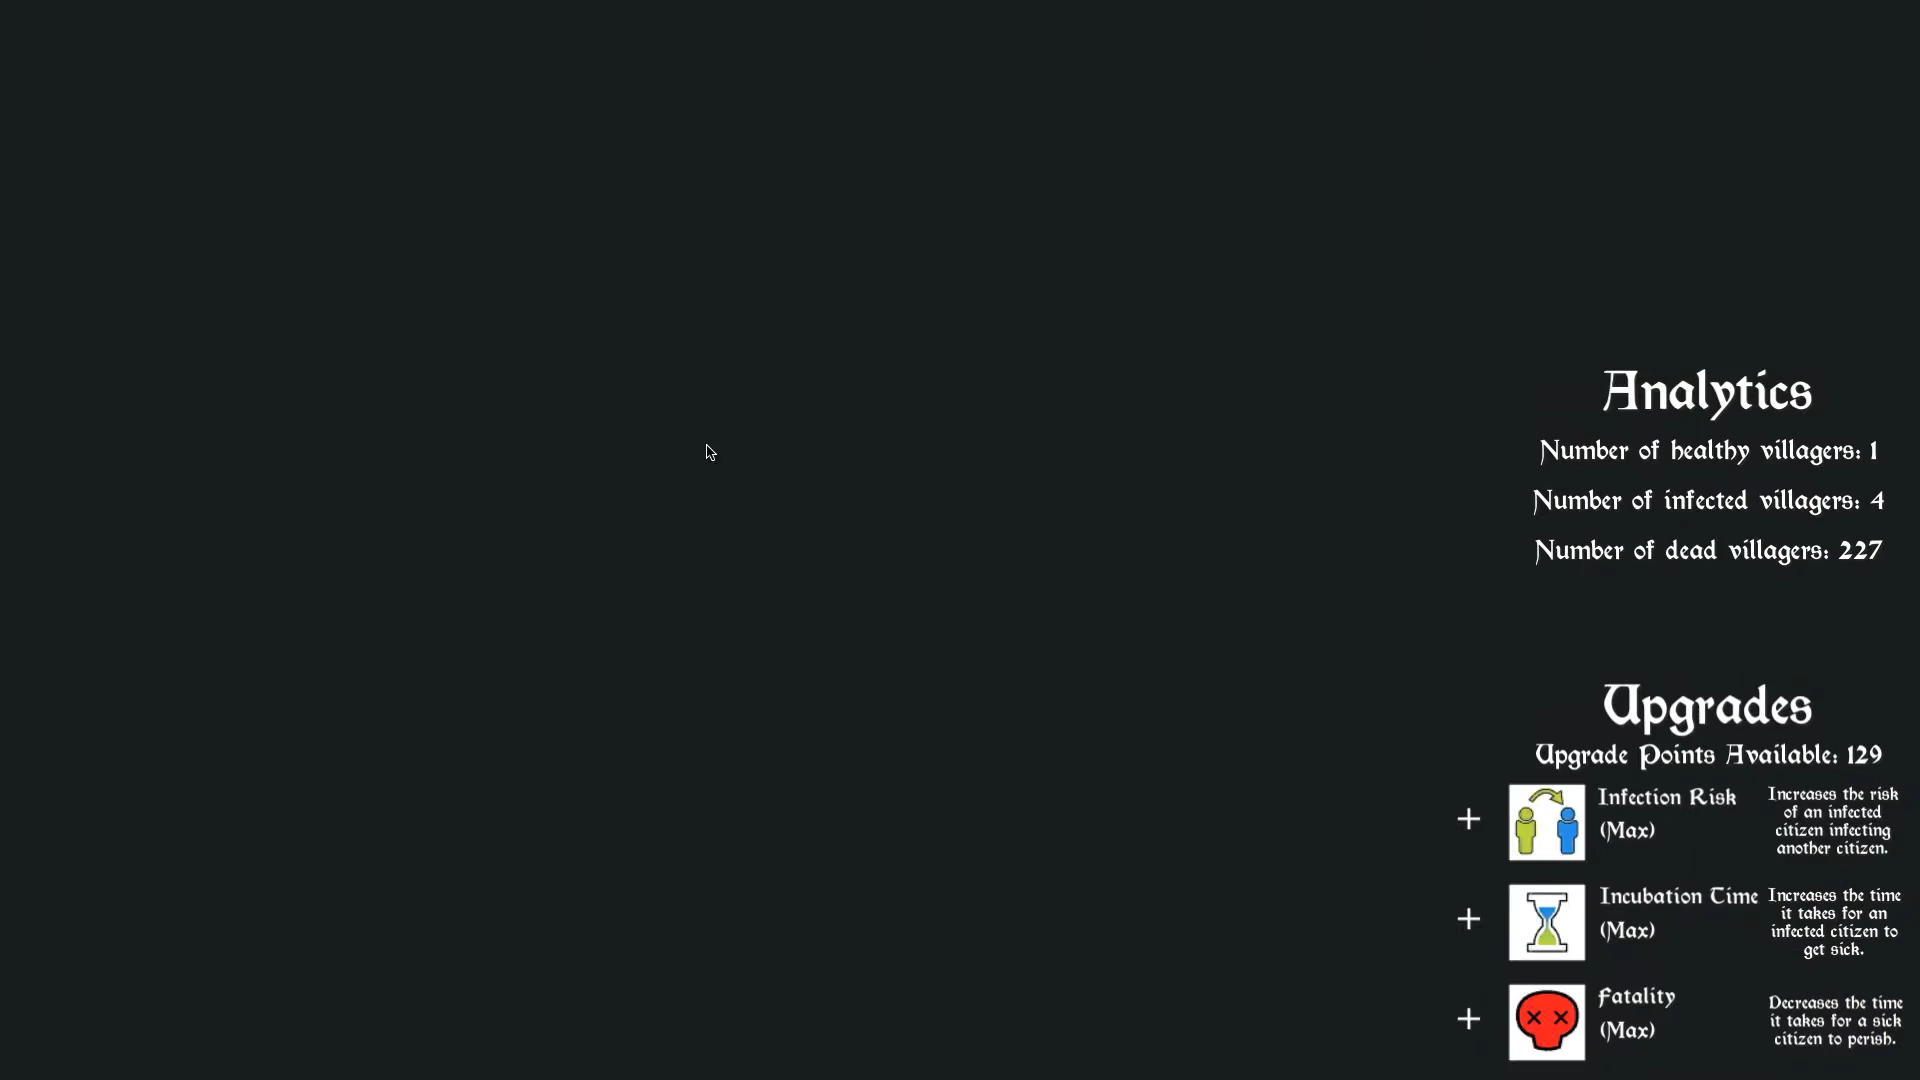 Analytics
Number of healthy villagers: 1
Number of infected villagers: 4
Number of dead villagers: 227
Upgrades
Upgrade Points Available: 129
Infection Risk
(Max)
Increases the risk
of an infected
citizen infecting
another citizen.
Incubation Time
(Max)
Increases the time
it takes for an
infected citizen to
get sick.
Fatality
(Max)
Decreases the time
it takes for a sick
citizen to perish.